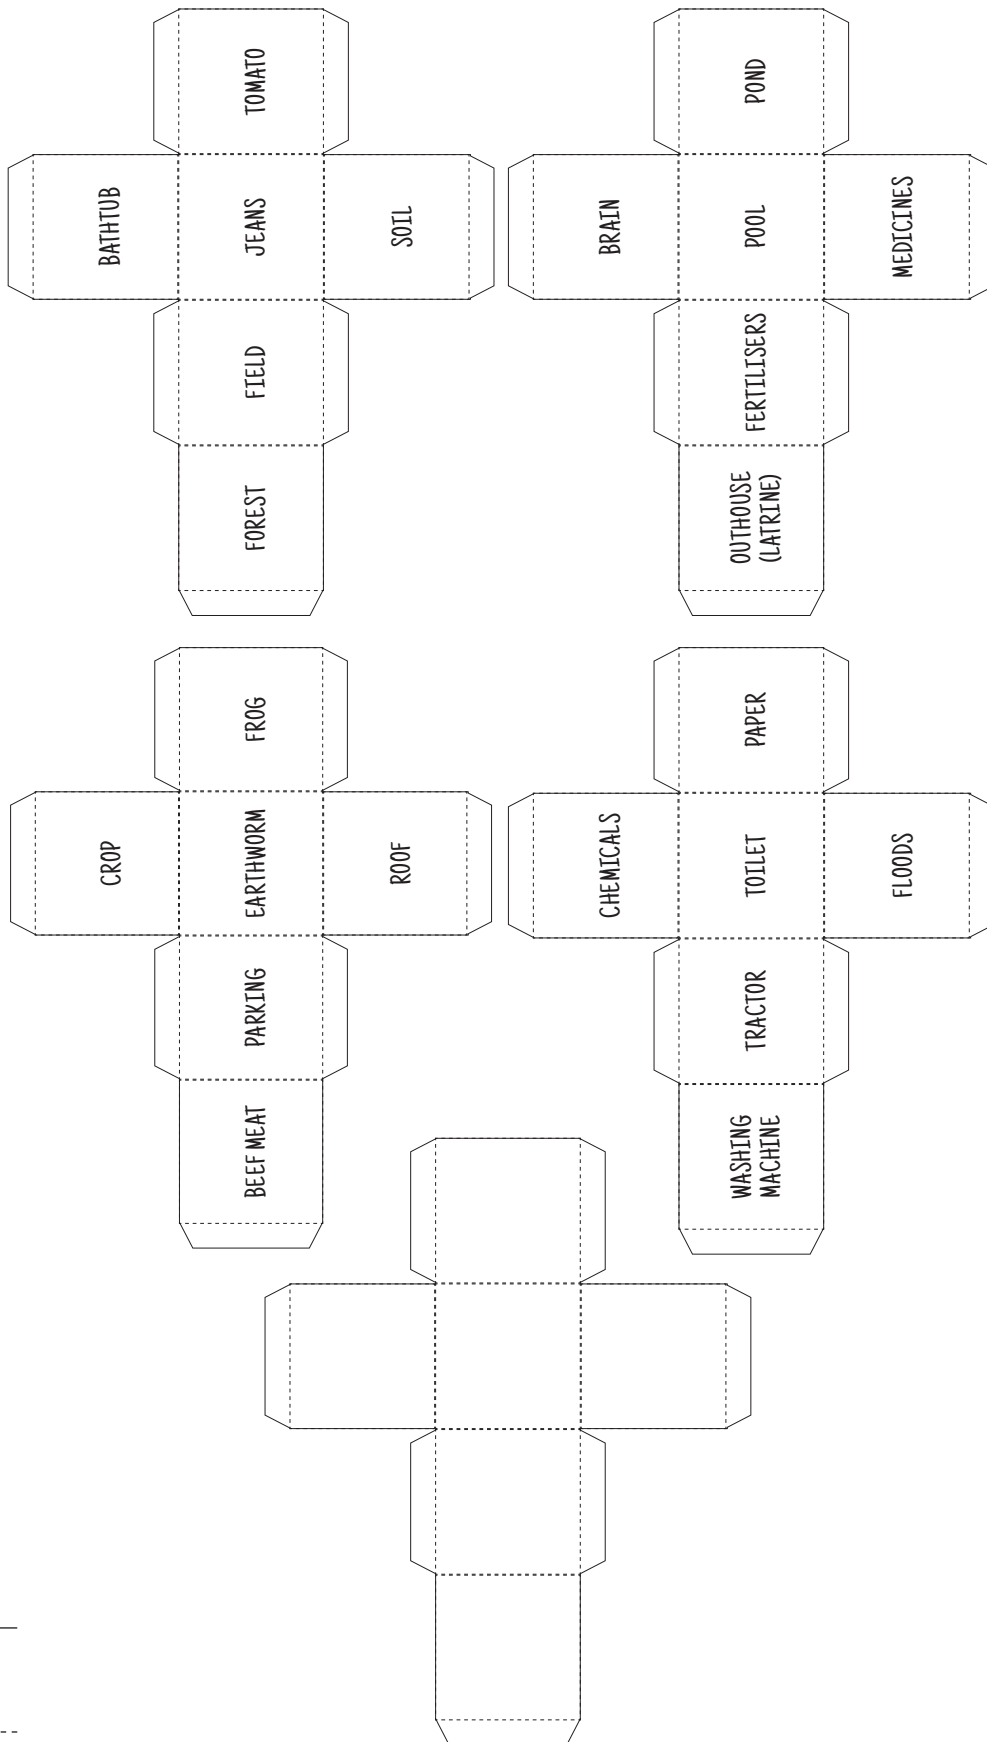 TOMATO
BATHTUB
JEANS
SOIL
FIELD
FOREST
POND
BRAIN
POOL
MEDICINES
FERTILISERS
OUTHOUSE
(LATRINE)
FROG
CROP
EARTHWORM
ROOF
PARKING
BEEF MEAT
PAPER
CHEMICALS
TOILET
FLOODS
TRACTOR
WASHING
MACHINE